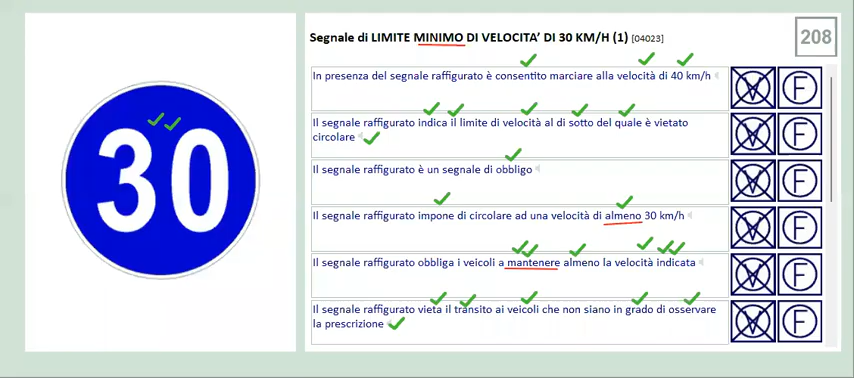 30
Segnale di LIMITE MINIMO DI VELOCITA’ DI 30 KM/H (1) [04023]
208
In presenza del segnale raffigurato è consentito marciare alla velocità di 40 km/h
V F
Il segnale raffigurato indica il limite di velocità al di sotto del quale è vietato
circolare
V F
Il segnale raffigurato è un segnale di obbligo
V F
Il segnale raffigurato impone di circolare ad una velocità di almeno 30 km/h
V F
Il segnale raffigurato obbliga i veicoli a mantenere almeno la velocità indicata
V F
Il segnale raffigurato vieta il transito ai veicoli che non siano in grado di osservare
la prescrizione
V F